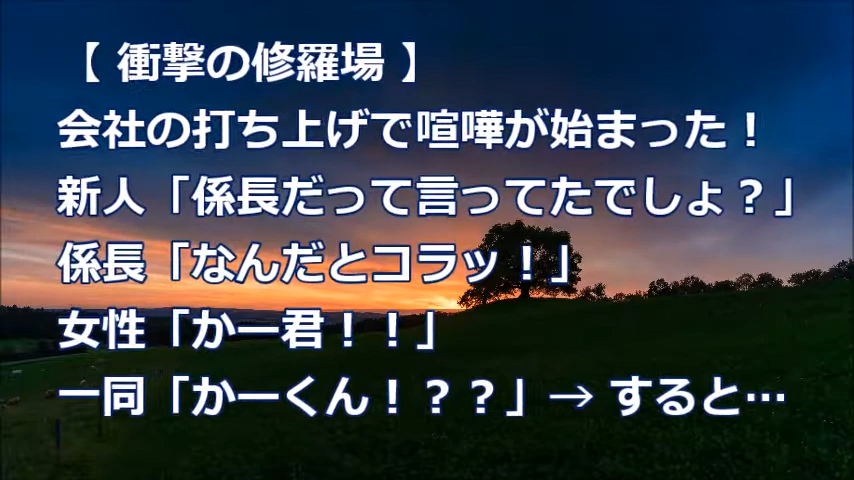 【 衝撃の修羅場 】
会社の打ち上げで喧嘩が始まった！
新人「係長だって言ってたでしょ？」
係長「なんだとコラッ！」
女性「かー君！！」
一同「かーくん！？？」→ すると…